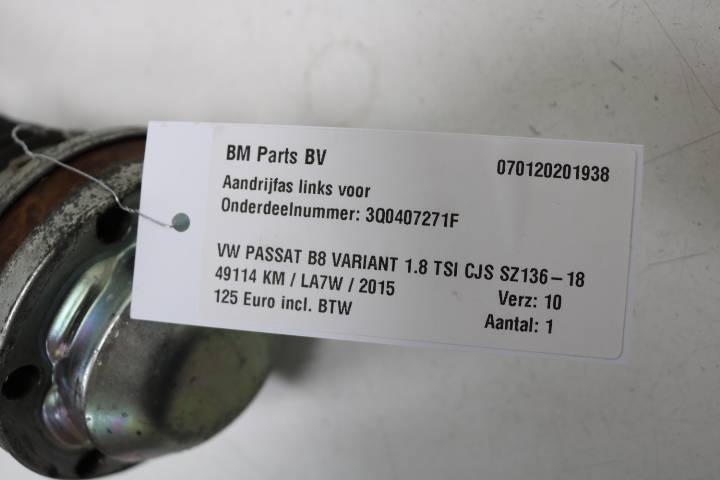 BM Parts BV 070120201938
Aandrijfas links voor
Onderdeelnummer: 3Q0407271F
VW PASSAT B8 VARIANT 1.8 TSI CJS SZ136-18
49114 KM / LA7W / 2015 Verz: 10
125 Euro incl. BTW Aantal: 1